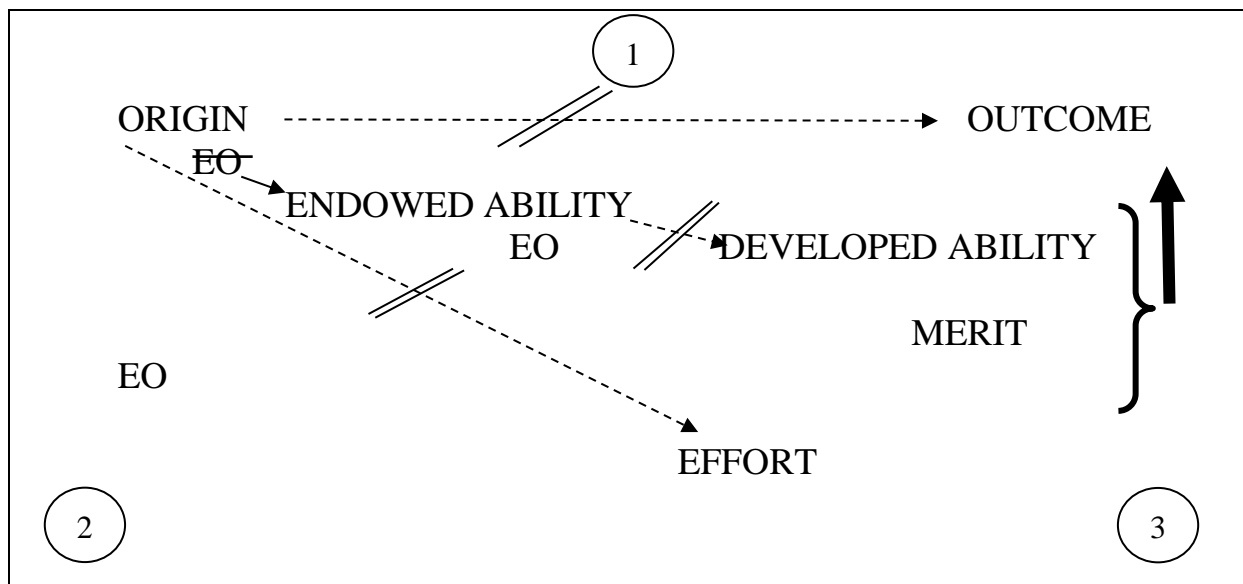 1
ORIGIN OUTCOME
EO
ENDOWED ABILITY
EO DEVELOPED ABILITY
MERIT
EO
EFFORT
2 3